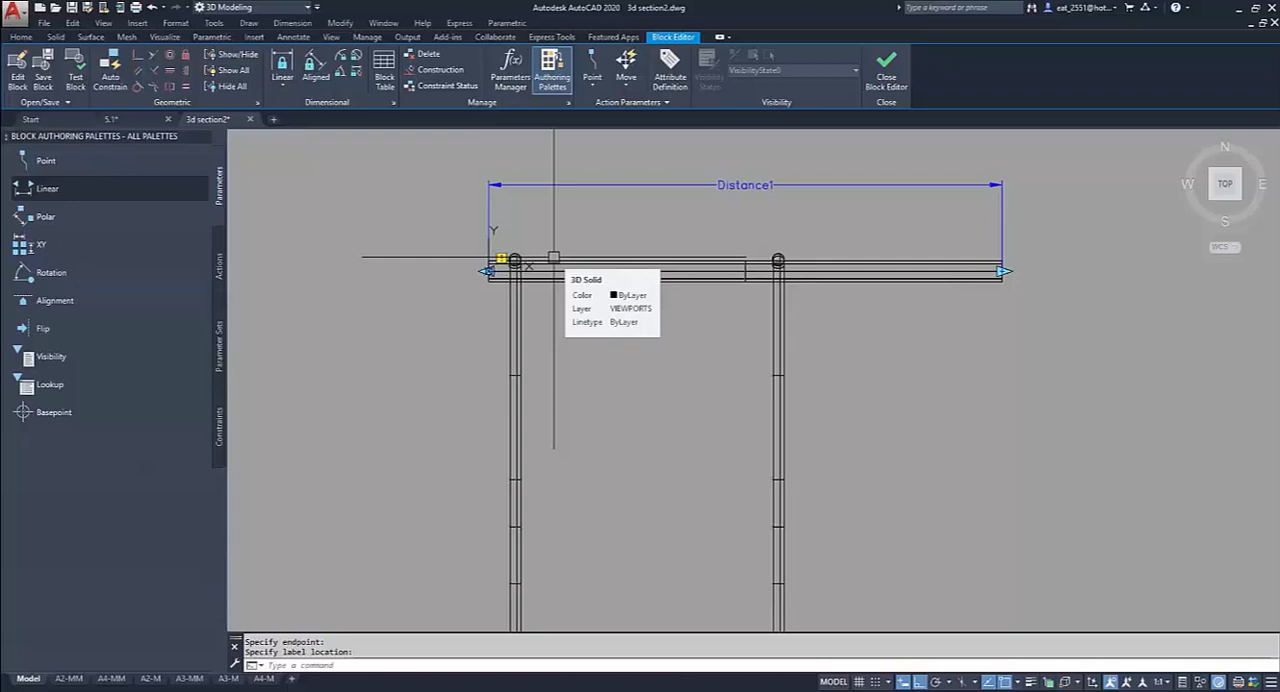 3D Modeling
Autodesk AutoCAD 2020 3d section2.dwg
Type a keyword or phrase
eat_2551@hot...
File Edit View Insert Format Tools Draw Dimension Modify Window Help Express Parametric
Home Solid Surface Mesh Visualize Parametric Insert Annotate View Manage Output Add-ins Collaborate Express Tools Featured Apps Block Editor
Edit Block
Save Block
Test Block
Open/Save
Auto Constrain
Show/Hide
Show All
Hide All
Geometric
Linear
Aligned
Dimensional
Block Table
Delete
Construction
Constraint Status
Manage
Parameters Manager
Authoring Palettes
Point
Move
Action Parameters
Attribute Definition
Visibility States
VisibilityState0
Visibility
Close Block Editor
Close
Start
5.1*
3d section2*
BLOCK AUTHORING PALETTES - ALL PALETTES
Point
Linear
Polar
XY
Rotation
Alignment
Flip
Visibility
Lookup
Basepoint
Parameters
Actions
Parameter Sets
Constraints
Distance1
Y
X
3D Solid
Color ByLayer
Layer VIEWPORTS
Linetype ByLayer
N
W
TOP
E
S
WCS
Specify endpoint:
Specify label location:
Type a command
Model A2-MM A4-MM A2-M A3-MM A3-M A4-M
MODEL
1:1